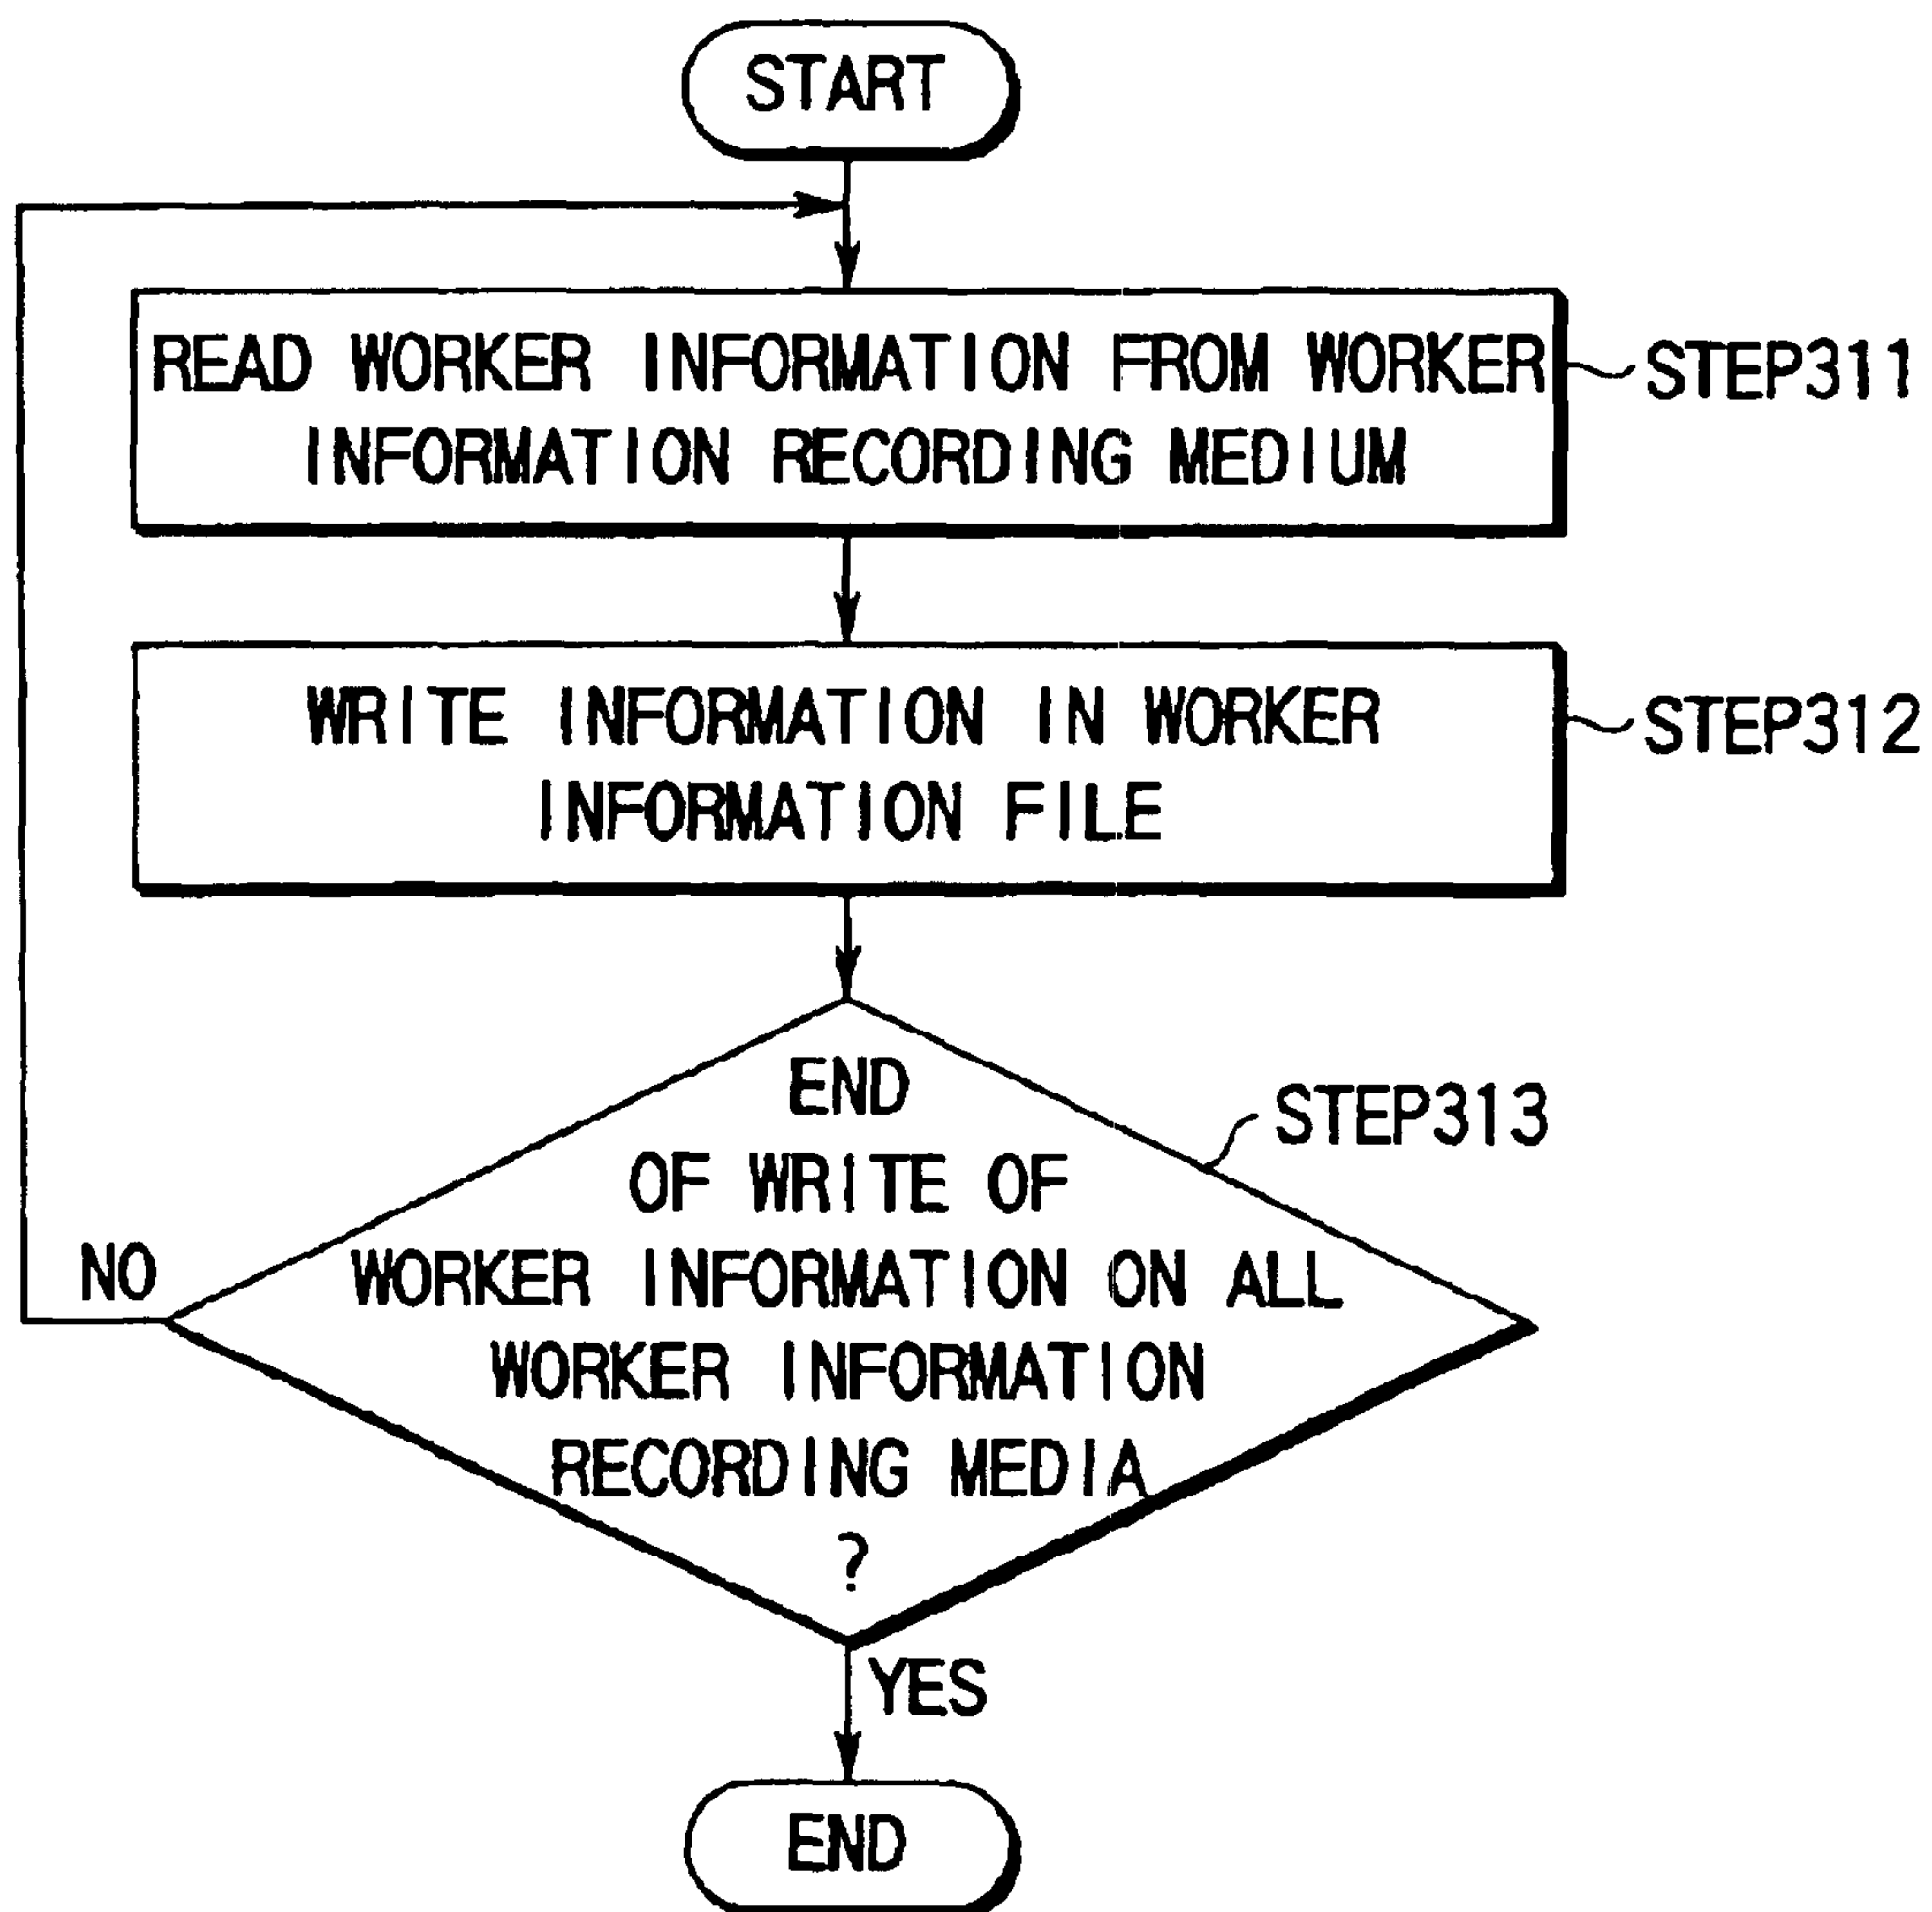 START
READ WORKER INFORMATION FROM WORKER
INFORMATION RECORDING MEDIUM
STEP311
WRITE INFORMATION IN WORKER
INFORMATION FILE
STEP312
END
OF WRITE OF
WORKER INFORMATION ON ALL
WORKER INFORMATION
RECORDING MEDIA
?
STEP313
NO
YES
END